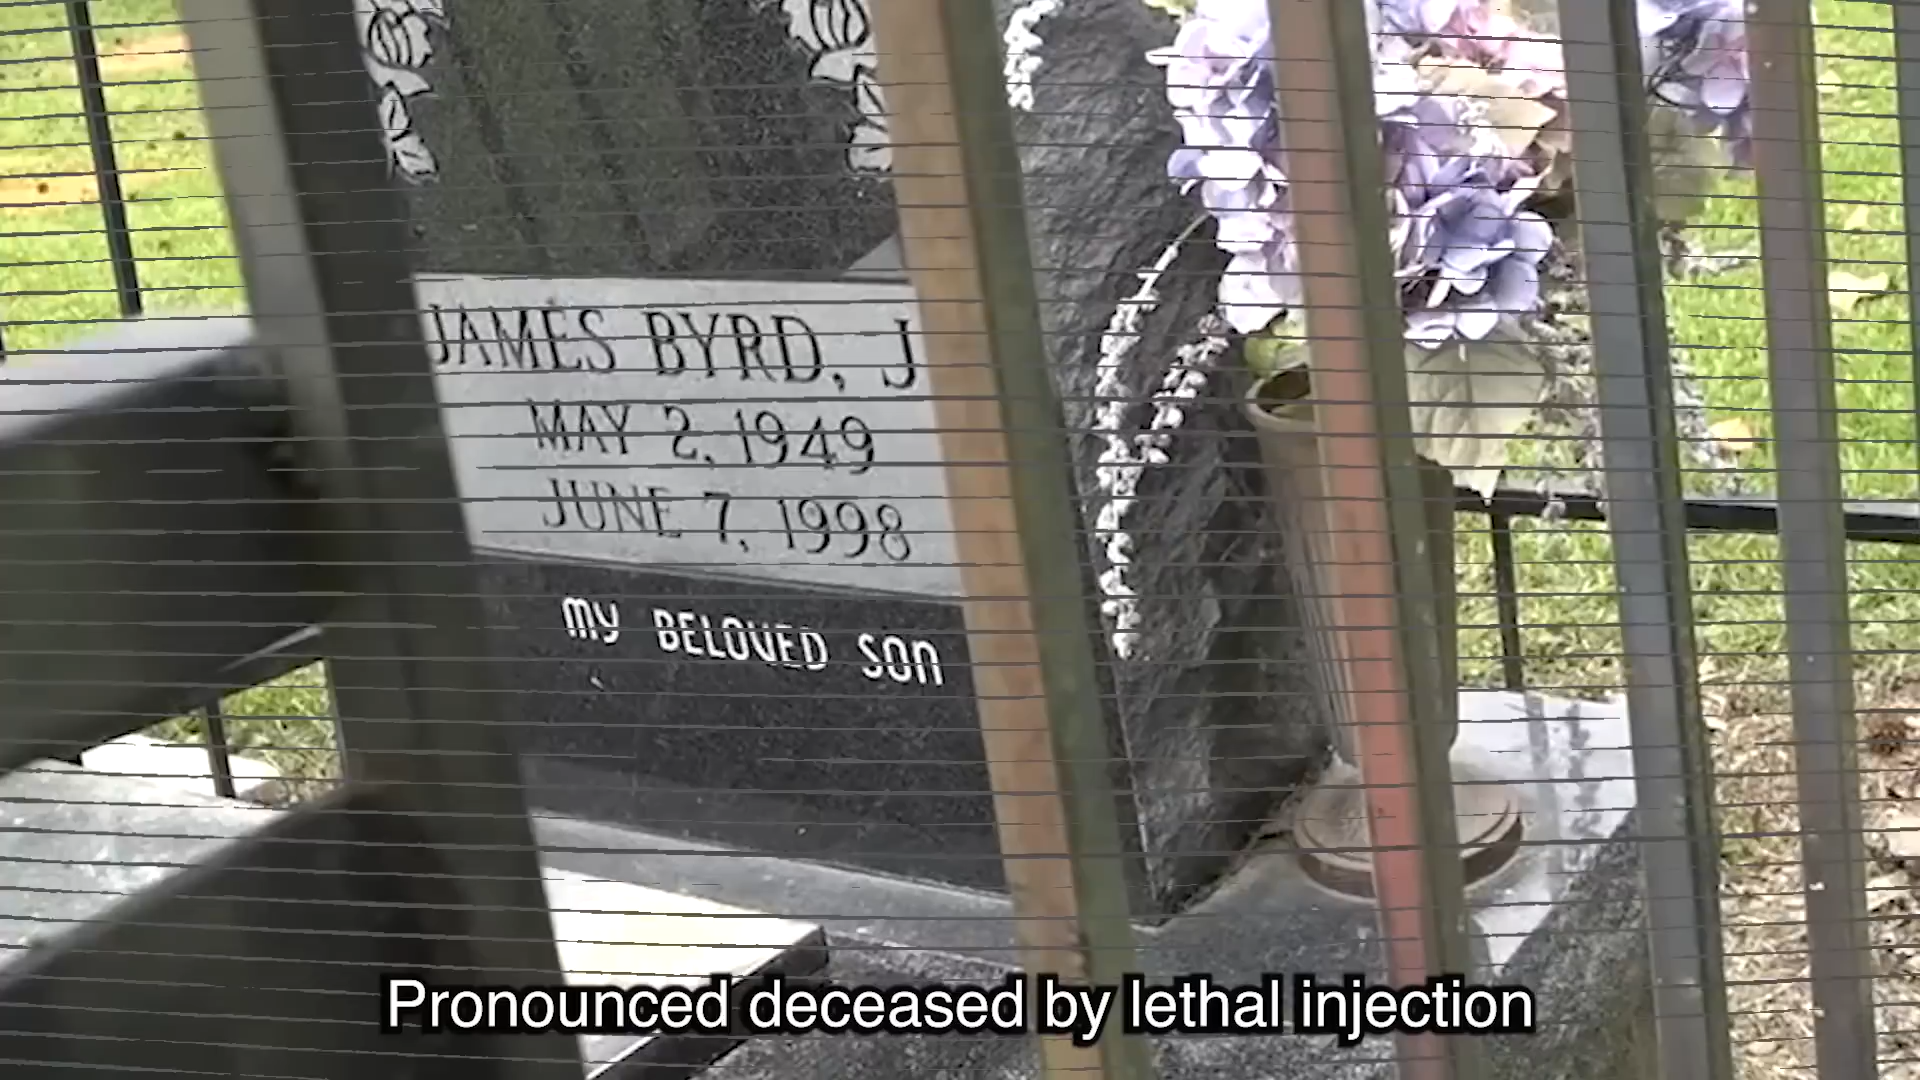 JAMES BYRD, J
MAY 2, 1949
JUNE 7, 1998
my BELOVED SON
Pronounced deceased by lethal injection